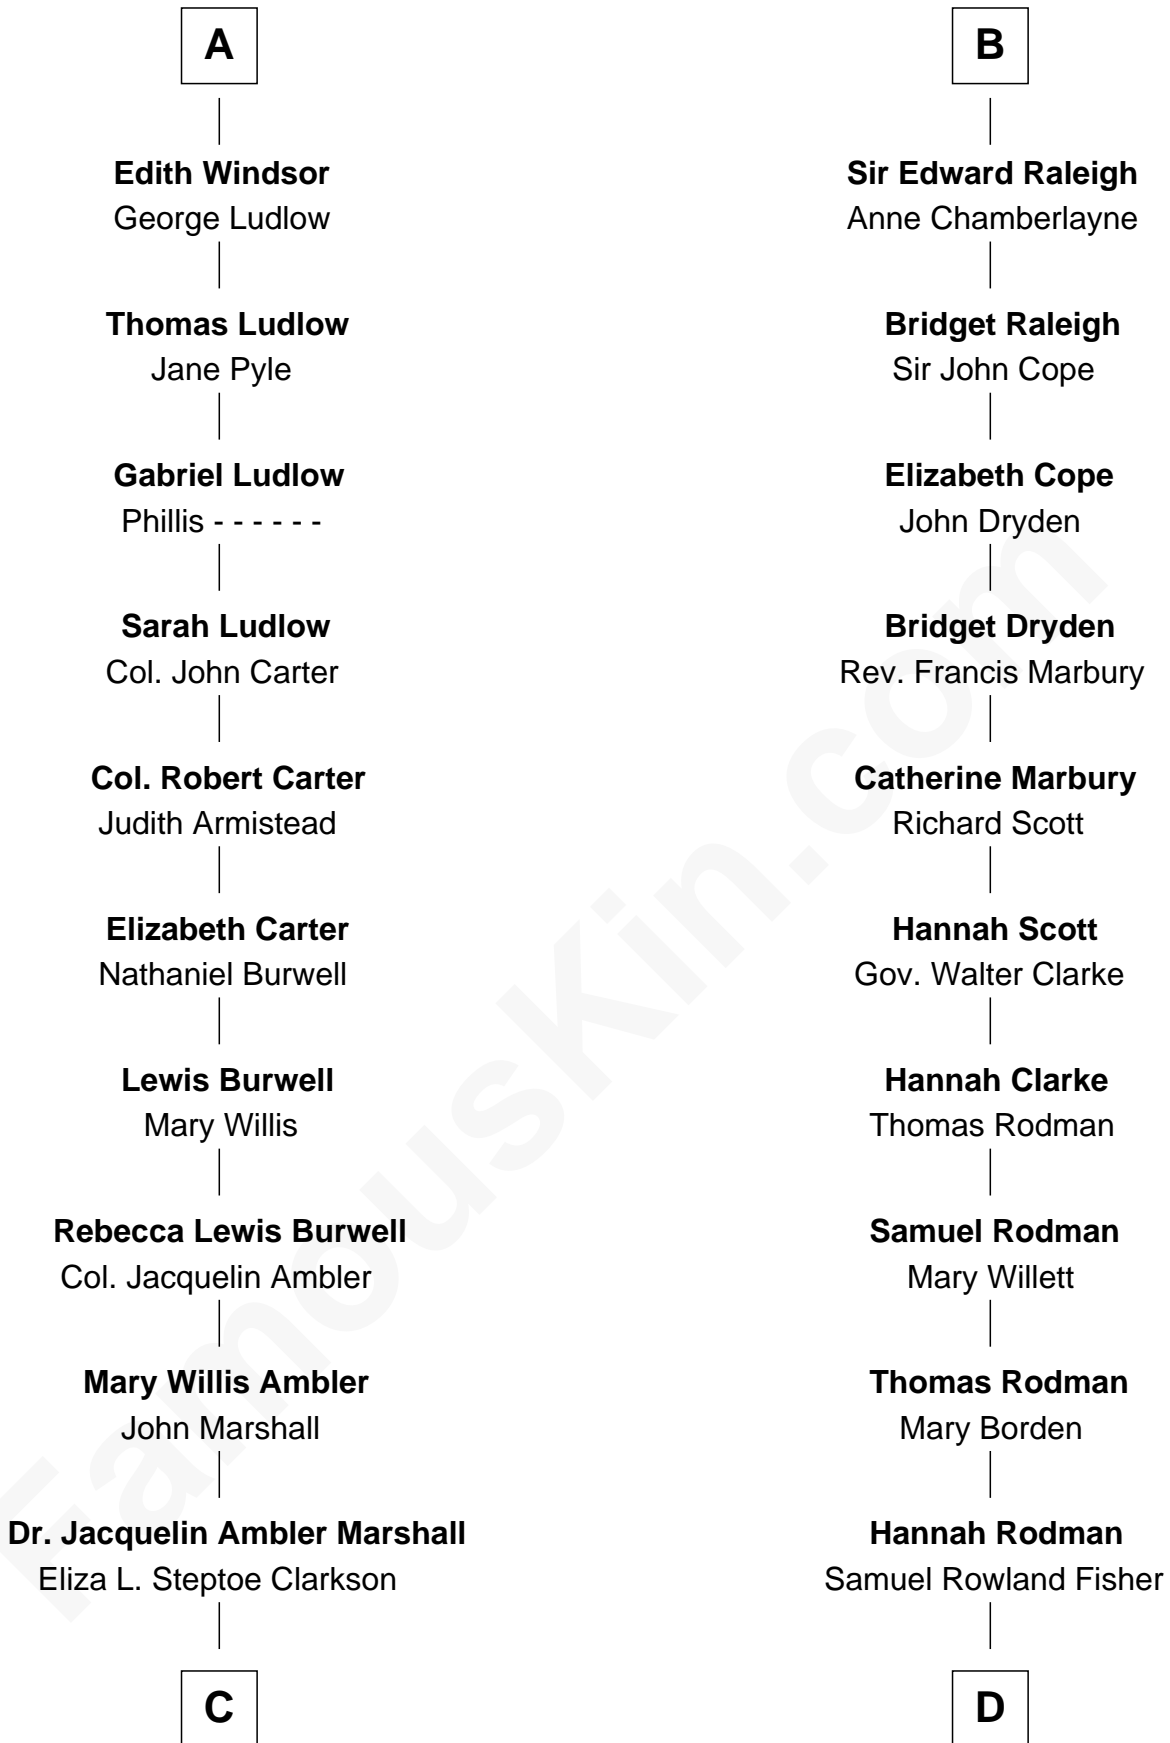 A
Edith Windsor
George Ludlow
Thomas Ludlow
Jane Pyle
Gabriel Ludlow
Phillis - - - - - -
Sarah Ludlow
Col. John Carter
Col. Robert Carter
Judith Armistead
Elizabeth Carter
Nathaniel Burwell
Lewis Burwell
Mary Willis
Rebecca Lewis Burwell
Col. Jacquelin Ambler
Mary Willis Ambler
John Marshall
Dr. Jacquelin Ambler Marshall
Eliza L. Steptoe Clarkson
C
B
Sir Edward Raleigh
Anne Chamberlayne
Bridget Raleigh
Sir John Cope
Elizabeth Cope
John Dryden
Bridget Dryden
Rev. Francis Marbury
Catherine Marbury
Richard Scott
Hannah Scott
Gov. Walter Clarke
Hannah Clarke
Thomas Rodman
Samuel Rodman
Mary Willett
Thomas Rodman
Mary Borden
Hannah Rodman
Samuel Rowland Fisher
D
FamousKin.com